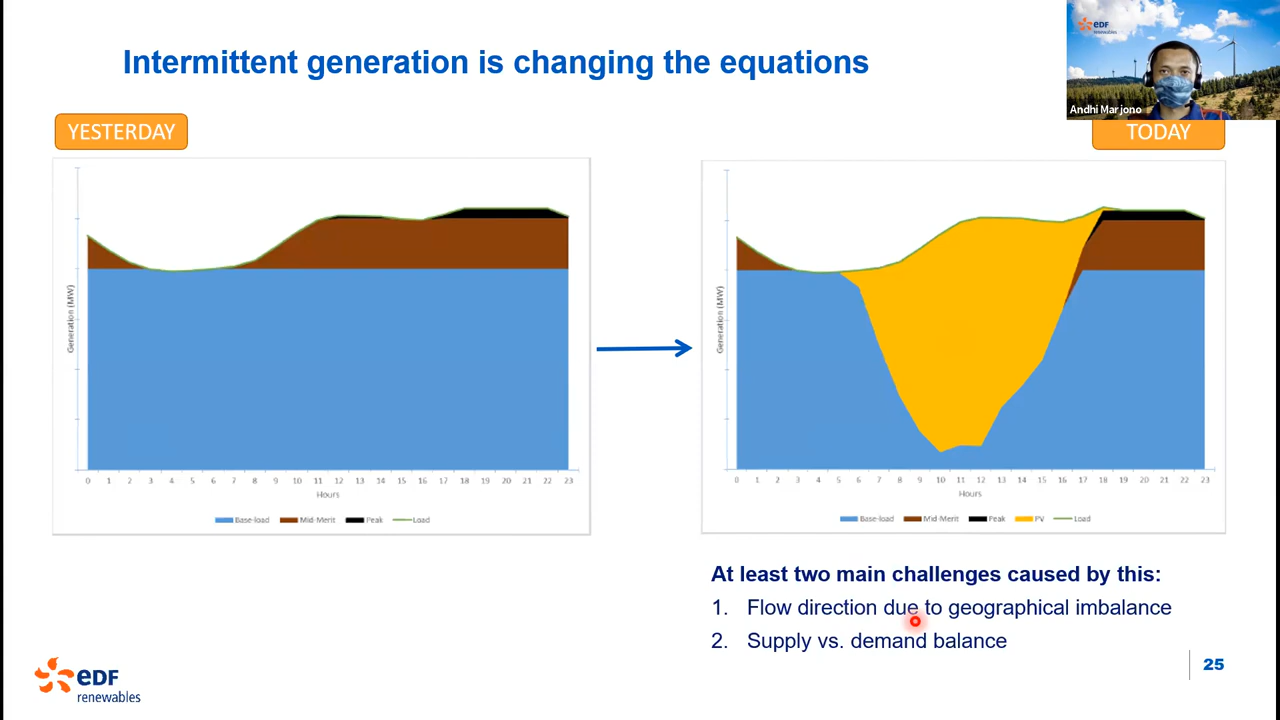 Intermittent generation is changing the equations
eDF
renewables
Andhi Marjono
YESTERDAY
TODAY
Generation (MW)
0 1 2 3 4 5 6 7 8 9 10 11 12 13 14 15 16 17 18 19 20 21 22 23
Hours
Base-load Mid-Merit Peak Load
Generation (MW)
0 1 2 3 4 5 6 7 8 9 10 11 12 13 14 15 16 17 18 19 20 21 22 23
Hours
Base-load Mid-Merit Peak PV Load
At least two main challenges caused by this:
1. Flow direction due to geographical imbalance
2. Supply vs. demand balance
eDF
renewables
25